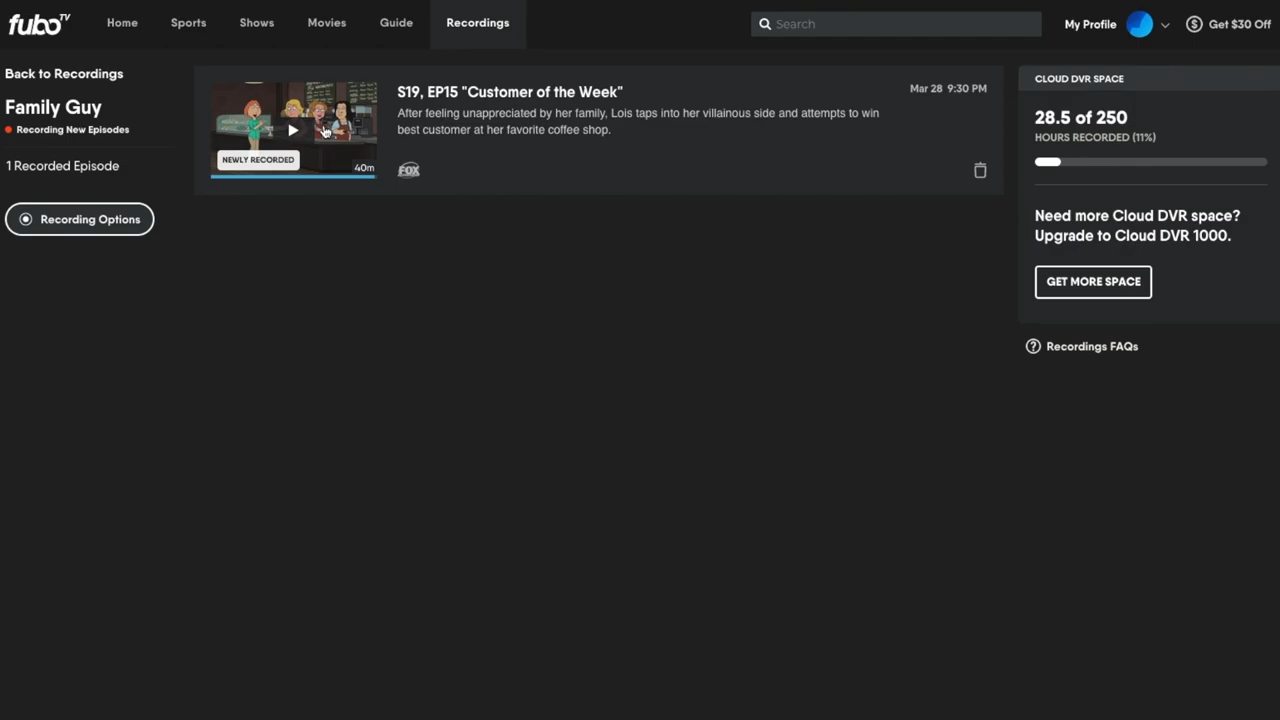 fuboTV
Home
Sports
Shows
Movies
Guide
Recordings
Search
My Profile
Get $30 Off
Back to Recordings
Family Guy
Recording New Episodes
1 Recorded Episode
Recording Options
NEWLY RECORDED
40m
S19, EP15 "Customer of the Week"
After feeling unappreciated by her family, Lois taps into her villainous side and attempts to win
best customer at her favorite coffee shop.
FOX
Mar 28 9:30 PM
CLOUD DVR SPACE
28.5 of 250
HOURS RECORDED (11%)
Need more Cloud DVR space?
Upgrade to Cloud DVR 1000.
GET MORE SPACE
Recordings FAQs